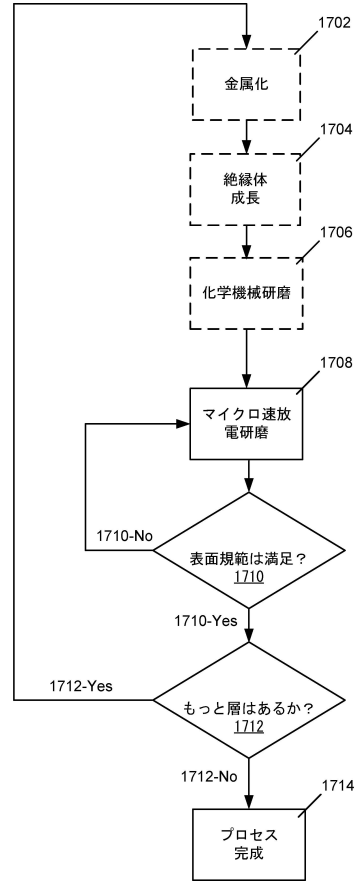 1702
金属化
1704
絶縁体
成長
1706
化学機械研磨
1708
マイクロ速放
電研磨
1710-No
表面規範は満足？
1710
1710-Yes
1712-Yes
もっと層はあるか？
1712
1712-No
1714
プロセス
完成